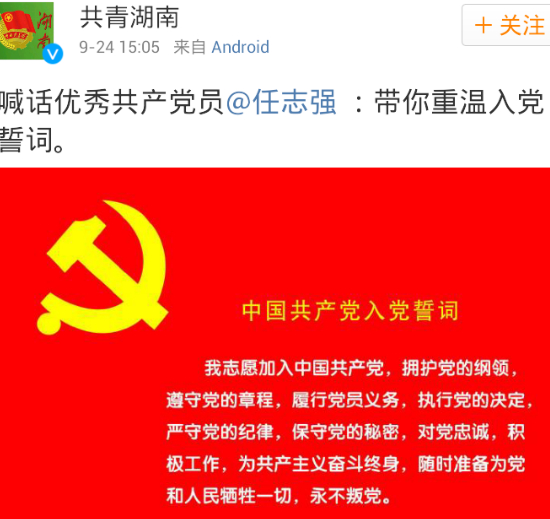 共青湖南
9-24 15:05 来自 Android
+ 关注
喊话优秀共产党员@任志强 ：带你重温入党
誓词。
湖南
中国共产党入党誓词
我志愿加入中国共产党，拥护党的纲领，
遵守党的章程，履行党员义务，执行党的决定，
严守党的纪律，保守党的秘密，对党忠诚，积
极工作，为共产主义奋斗终身，随时准备为党
和人民牺牲一切，永不叛党。